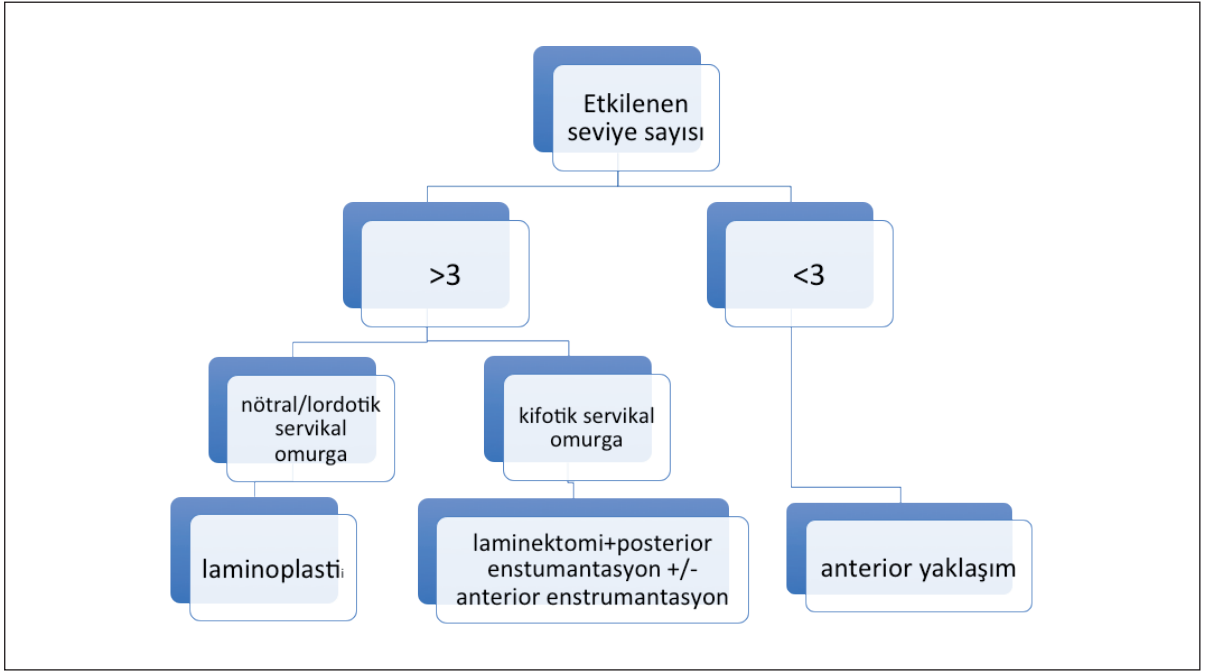 Etkilenen
seviye sayısı
>3
<3
nötral/lordotik
servikal
omurga
kifotik servikal
omurga
laminoplasti
laminektomi+posterior
enstumantasyon +/-
anterior enstrumantasyon
anterior yaklaşım